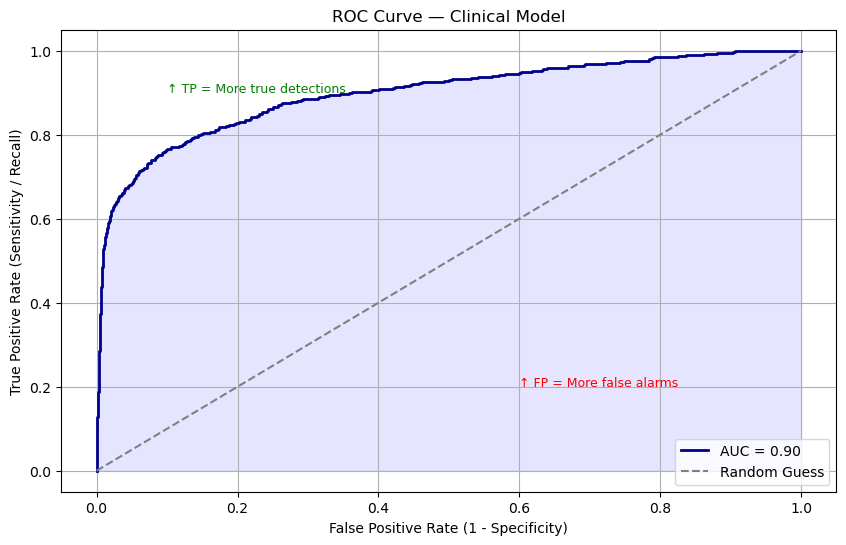 ROC Curve — Clinical Model
True Positive Rate (Sensitivity / Recall)
1.0
0.8
0.6
0.4
0.2
0.0
↑ TP = More true detections
↑ FP = More false alarms
AUC = 0.90
Random Guess
0.0 0.2 0.4 0.6 0.8 1.0
False Positive Rate (1 - Specificity)